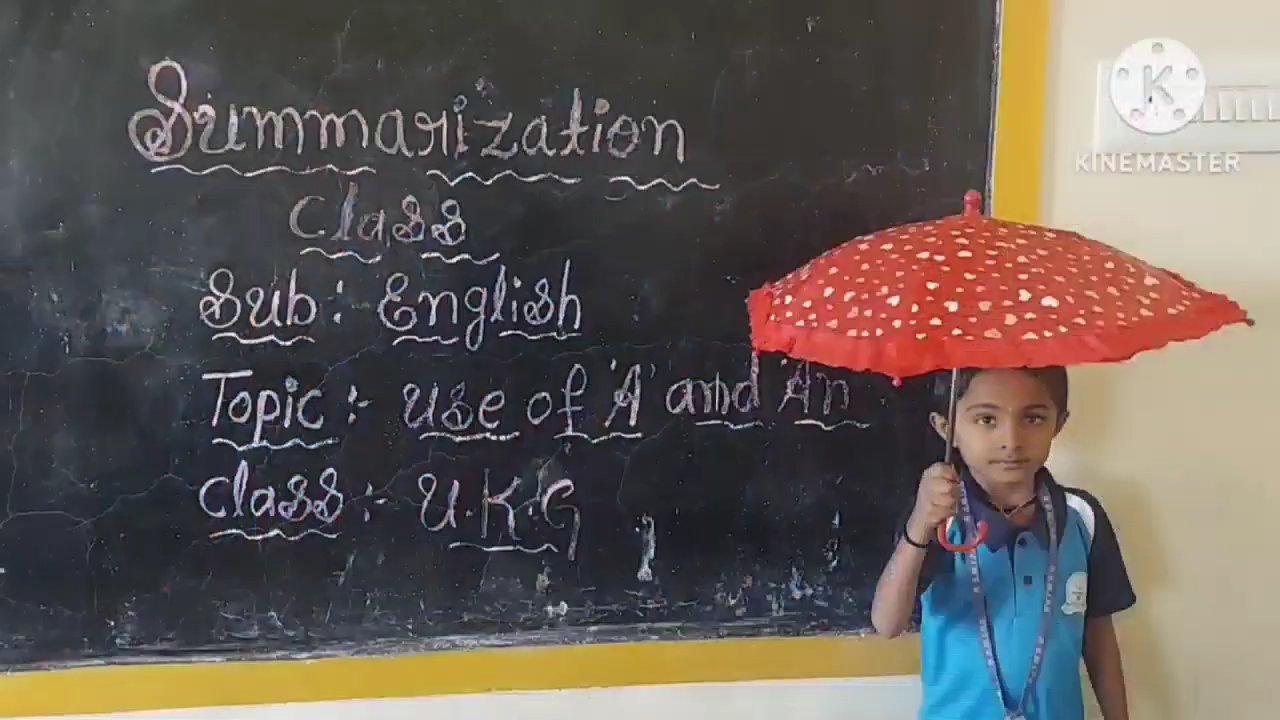 Summarization
Class
Sub : English
Topic :- use of 'A' and 'An
class :- U.K.G
K
KINEMASTER